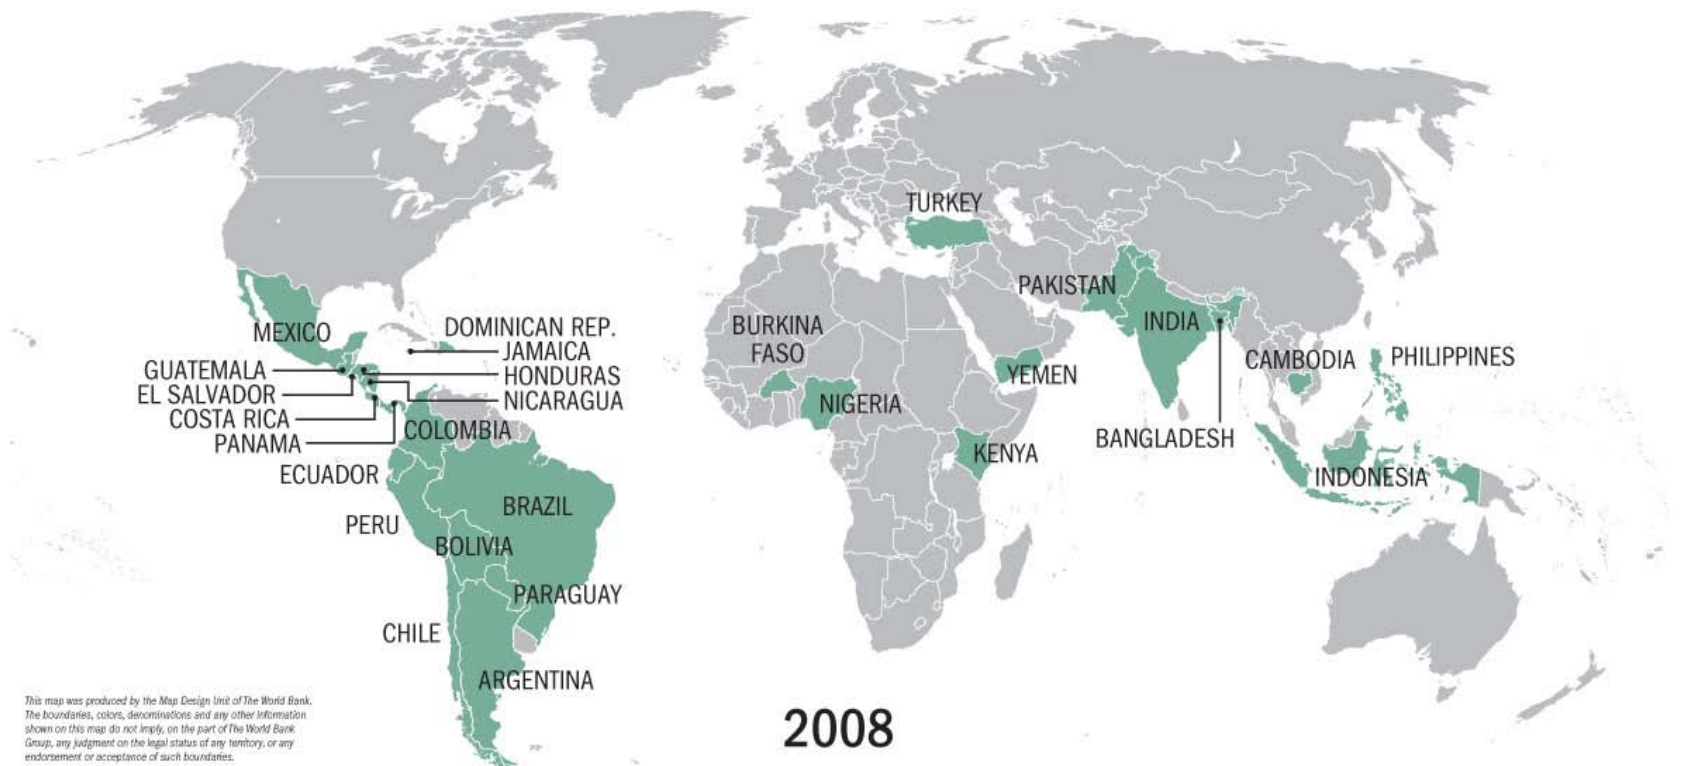 TURKEY
PAKISTAN
INDIA
BURKINA
FASO
MEXICO
DOMINICAN REP.
JAMAICA
GUATEMALA
HONDURAS
EL SALVADOR
NICARAGUA
COSTA RICA
PANAMA
COLOMBIA
YEMEN
CAMBODIA
PHILIPPINES
NIGERIA
BANGLADESH
KENYA
ECUADOR
INDONESIA
BRAZIL
PERU
BOLIVIA
PARAGUAY
CHILE
ARGENTINA
This map was produced by the Map Design Unit of The World Bank.
The boundaries, colors, denominations and any other information
shown on this map do not imply, on the part of The World Bank
Group, any judgment on the legal status of any territory, or any
endorsement or acceptance of such boundaries.
2008